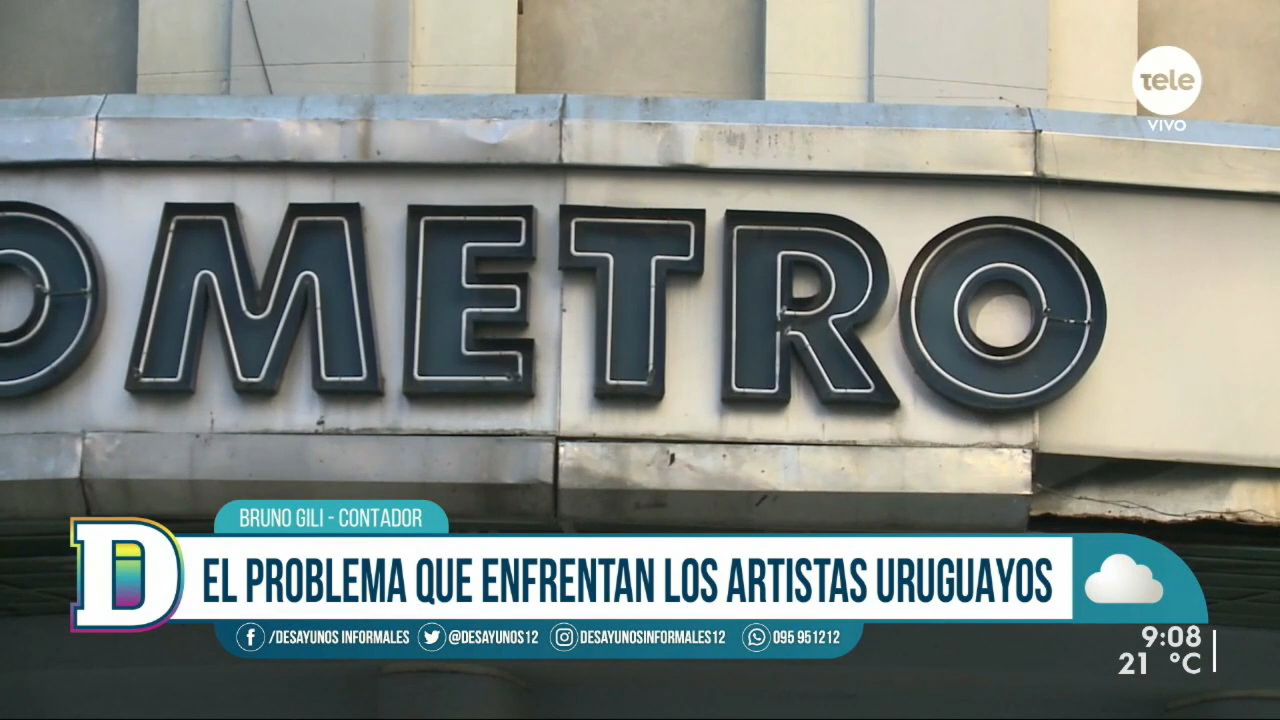 tele
VIVO
OMETRO
BRUNO GILI - CONTADOR
D
EL PROBLEMA QUE ENFRENTAN LOS ARTISTAS URUGUAYOS
/DESAYUNOS INFORMALES @DESAYUNOS12 DESAYUNOSINFORMALES12 095 951212
9:08
21 °C